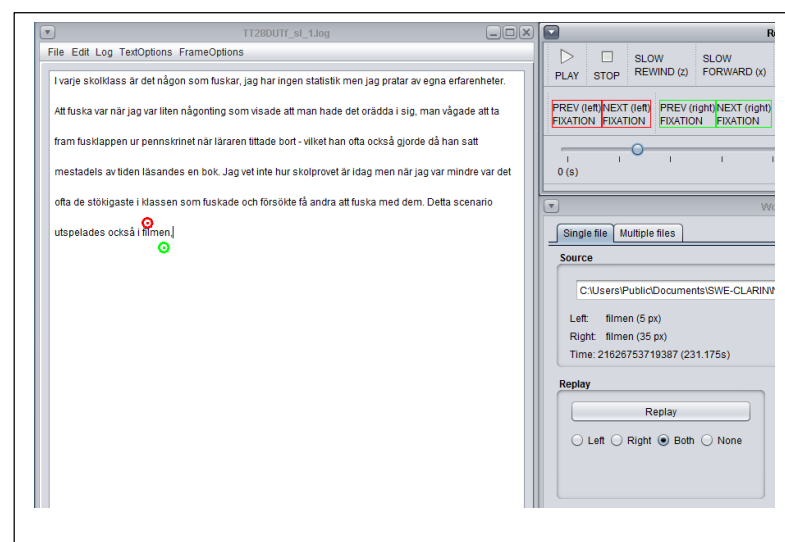 TT28DUTf_sl_1.log
File Edit Log TextOptions FrameOptions
I varje skolklass är det någon som fuskar, jag har ingen statistik men jag pratar av egna erfarenheter.
Att fuska var när jag var liten någonting som visade att man hade det orädda i sig, man vågade att ta
fram fusklappen ur pennskrinet när läraren tittade bort - vilket han ofta också gjorde då han satt
mestadels av tiden läsandes en bok. Jag vet inte hur skolprovet är idag men när jag var mindre var det
ofta de stökigaste i klassen som fuskade och försökte få andra att fuska med dem. Detta scenario
utspelades också i filmen,
PLAY
STOP
SLOW
REWIND (z)
SLOW
FORWARD (x)
PREV (left)
FIXATION
NEXT (left)
FIXATION
PREV (right)
FIXATION
NEXT (right)
FIXATION
0 (s)
Single file
Multiple files
Source
C:\Users\Public\Documents\SWE-CLARIN\
Left: filmen (5 px)
Right: filmen (35 px)
Time: 21626753719387 (231.175s)
Replay
Replay
Left Right Both None